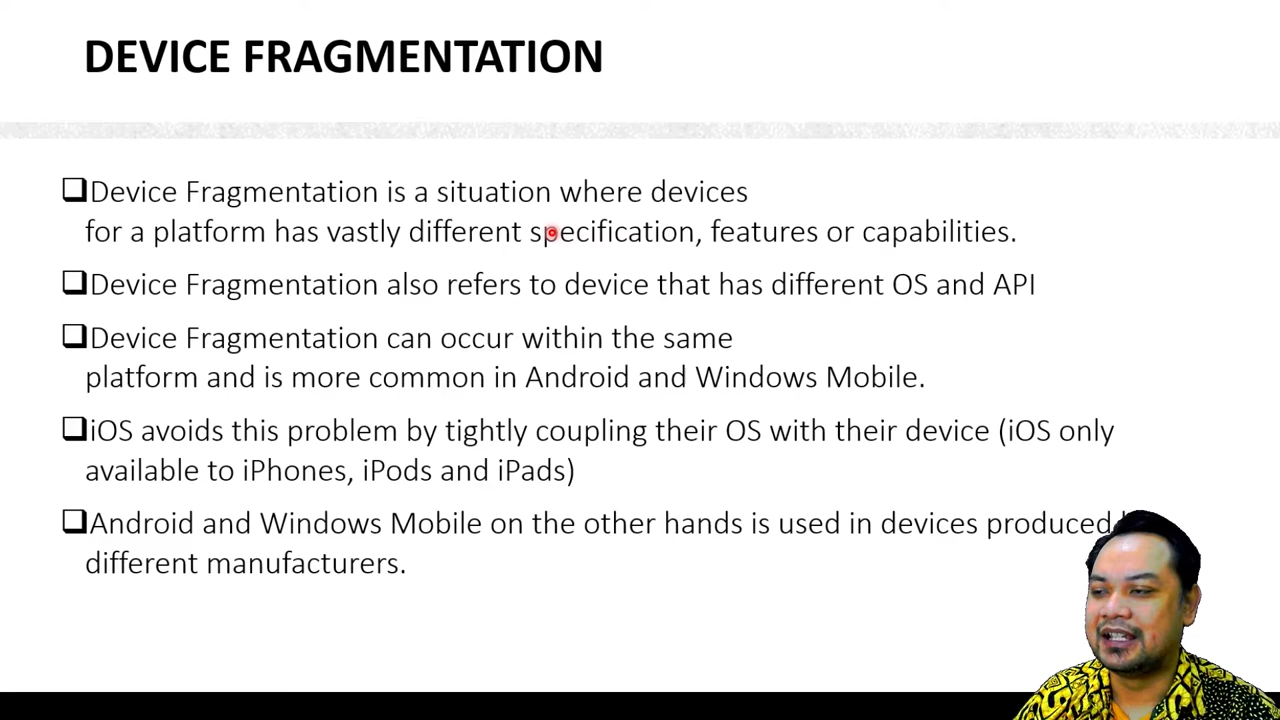 DEVICE FRAGMENTATION
Device Fragmentation is a situation where devices
for a platform has vastly different specification, features or capabilities.
Device Fragmentation also refers to device that has different OS and API
Device Fragmentation can occur within the same
platform and is more common in Android and Windows Mobile.
iOS avoids this problem by tightly coupling their OS with their device (iOS only
available to iPhones, iPods and iPads)
Android and Windows Mobile on the other hands is used in devices produced
different manufacturers.